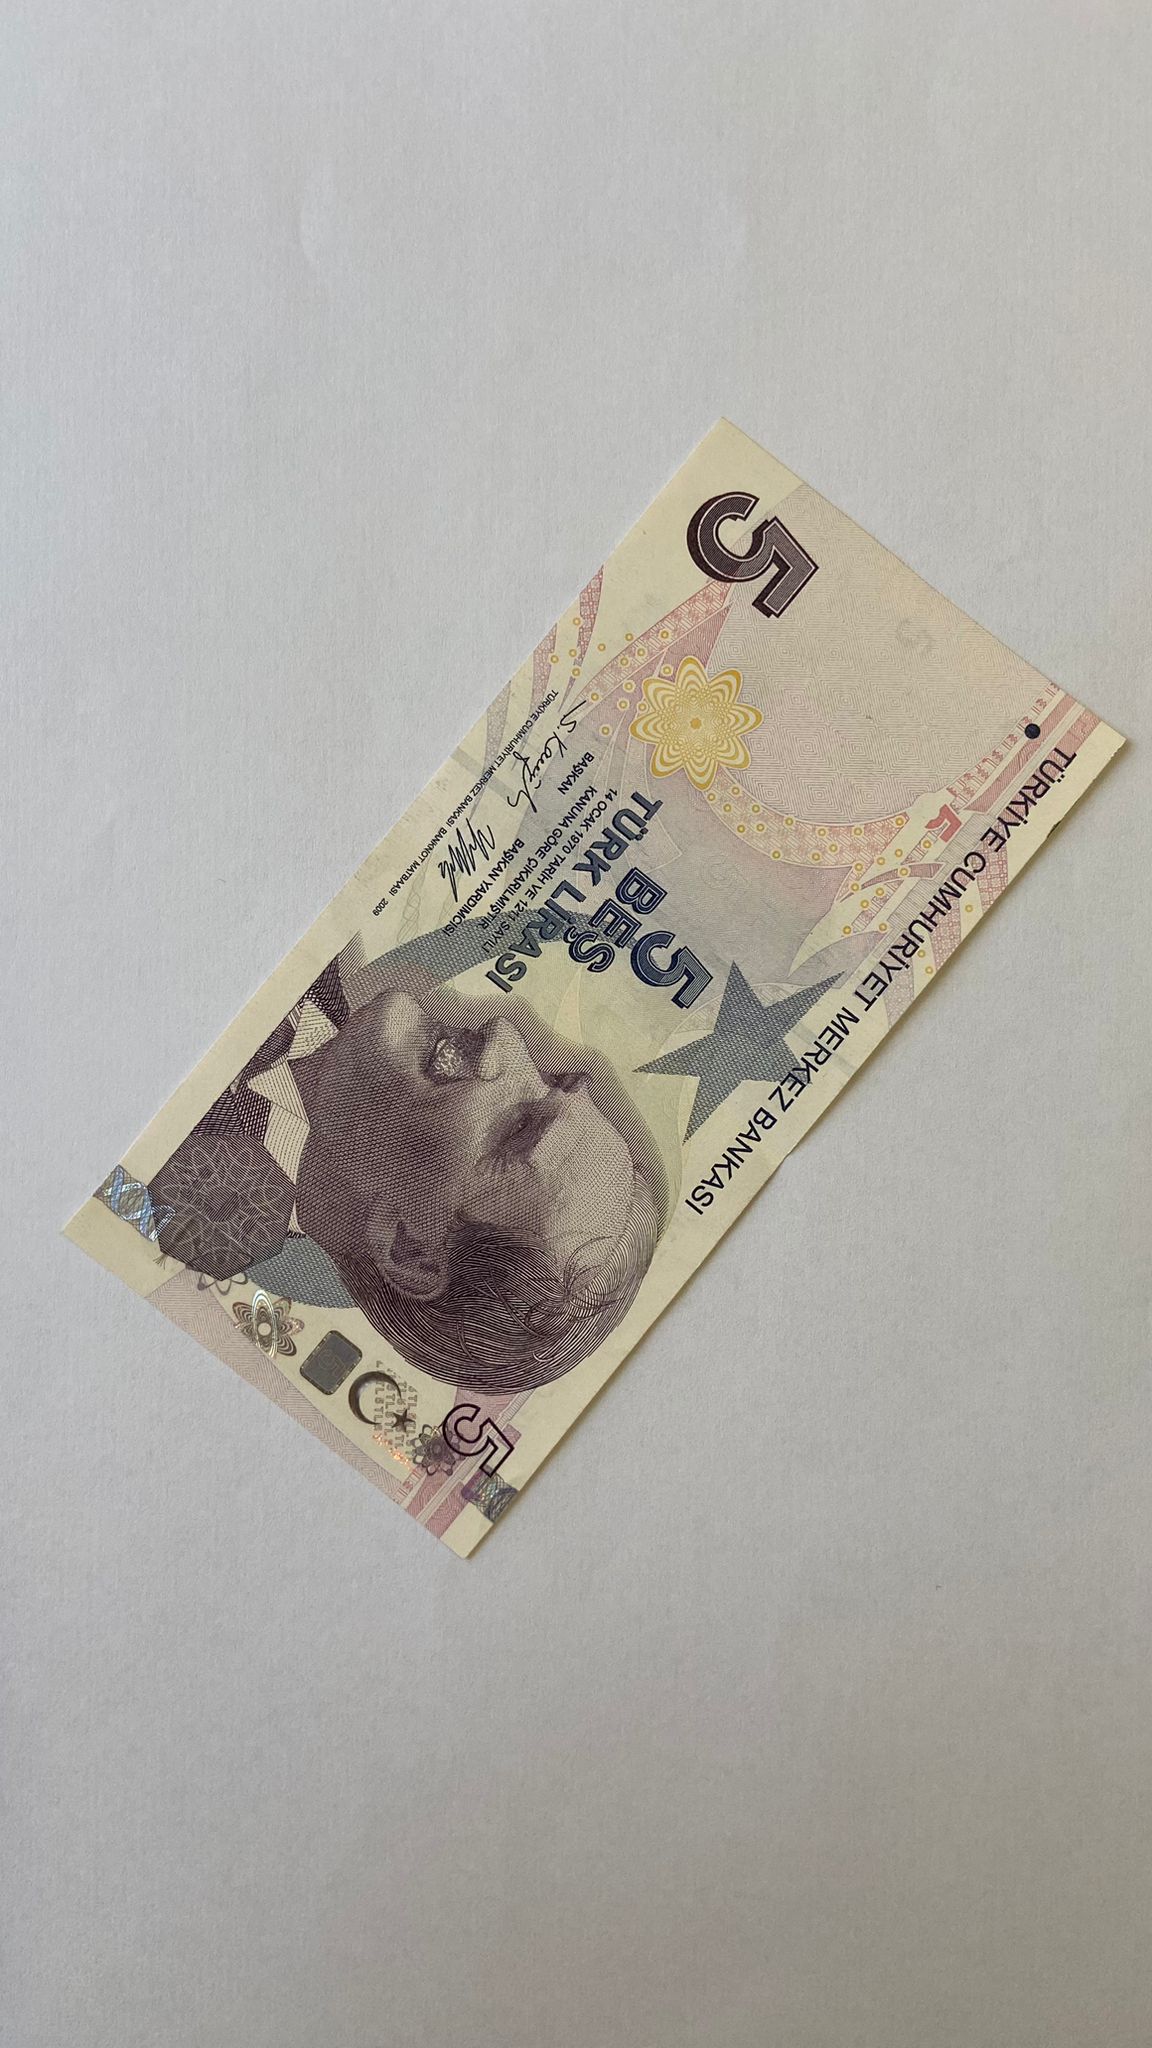 TÜRKİYE CUMHURİYET MERKEZ BANKASI
5
5
5
BEŞ
TÜRK LİRASI
14 OCAK 1970 TARİH VE 1211 SAYILI
KANUNA GÖRE ÇIKARILMIŞTIR
BAŞKAN BAŞKAN YARDIMCISI
TÜRKİYE CUMHURİYET MERKEZ BANKASI BANKNOT MATBAASI 2009
5